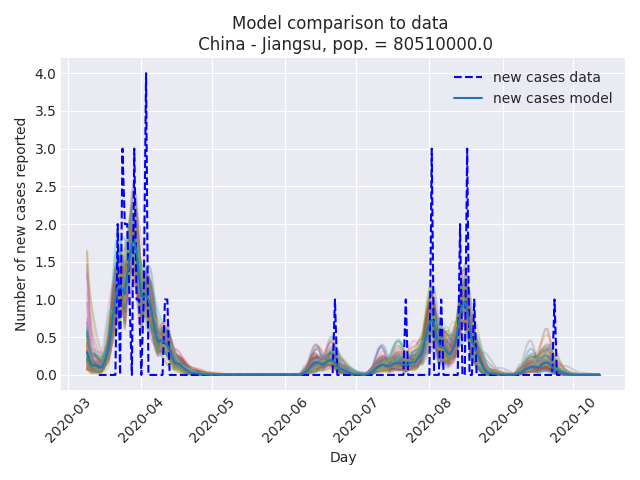 Model comparison to data
China - Jiangsu, pop. = 80510000.0
new cases data
new cases model
4.0
3.5
3.0
2.5
2.0
1.5
1.0
0.5
0.0
Number of new cases reported
2020-03
2020-04
2020-05
2020-06
2020-07
2020-08
2020-09
2020-10
Day